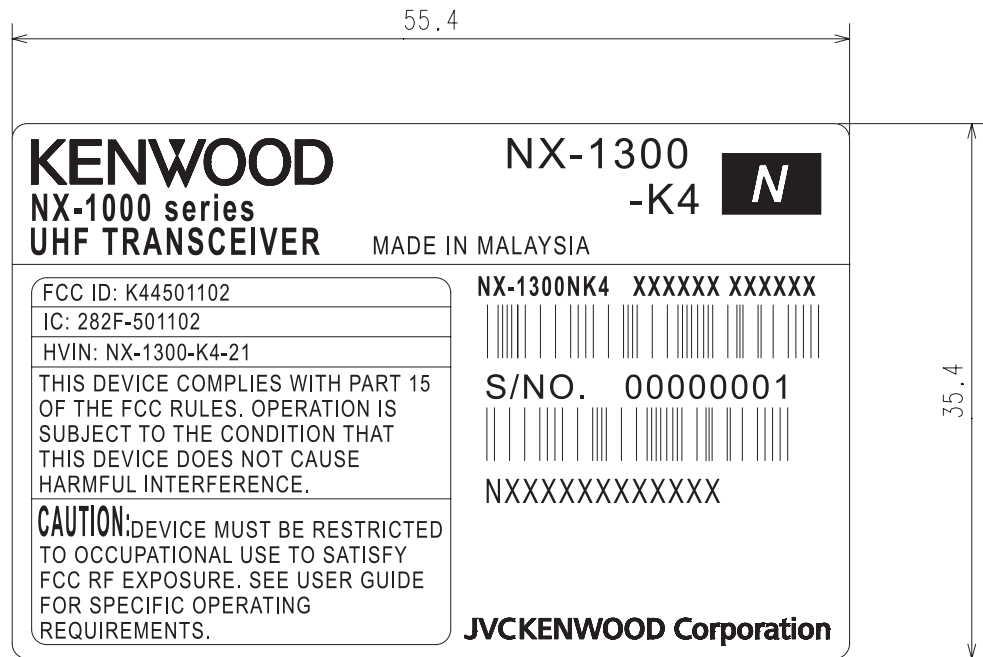 55.4
KENWOOD
NX-1000 series
UHF TRANSCEIVER
MADE IN MALAYSIA
NX-1300
-K4
N
35.4
FCC ID: K44501102
IC: 282F-501102
HVIN: NX-1300-K4-21
THIS DEVICE COMPLIES WITH PART 15
OF THE FCC RULES. OPERATION IS
SUBJECT TO THE CONDITION THAT
THIS DEVICE DOES NOT CAUSE
HARMFUL INTERFERENCE.
CAUTION:DEVICE MUST BE RESTRICTED
TO OCCUPATIONAL USE TO SATISFY
FCC RF EXPOSURE. SEE USER GUIDE
FOR SPECIFIC OPERATING
REQUIREMENTS.
NX-1300NK4 XXXXXX XXXXXX
S/NO. 00000001
NXXXXXXXXXXXX
JVCKENWOOD Corporation